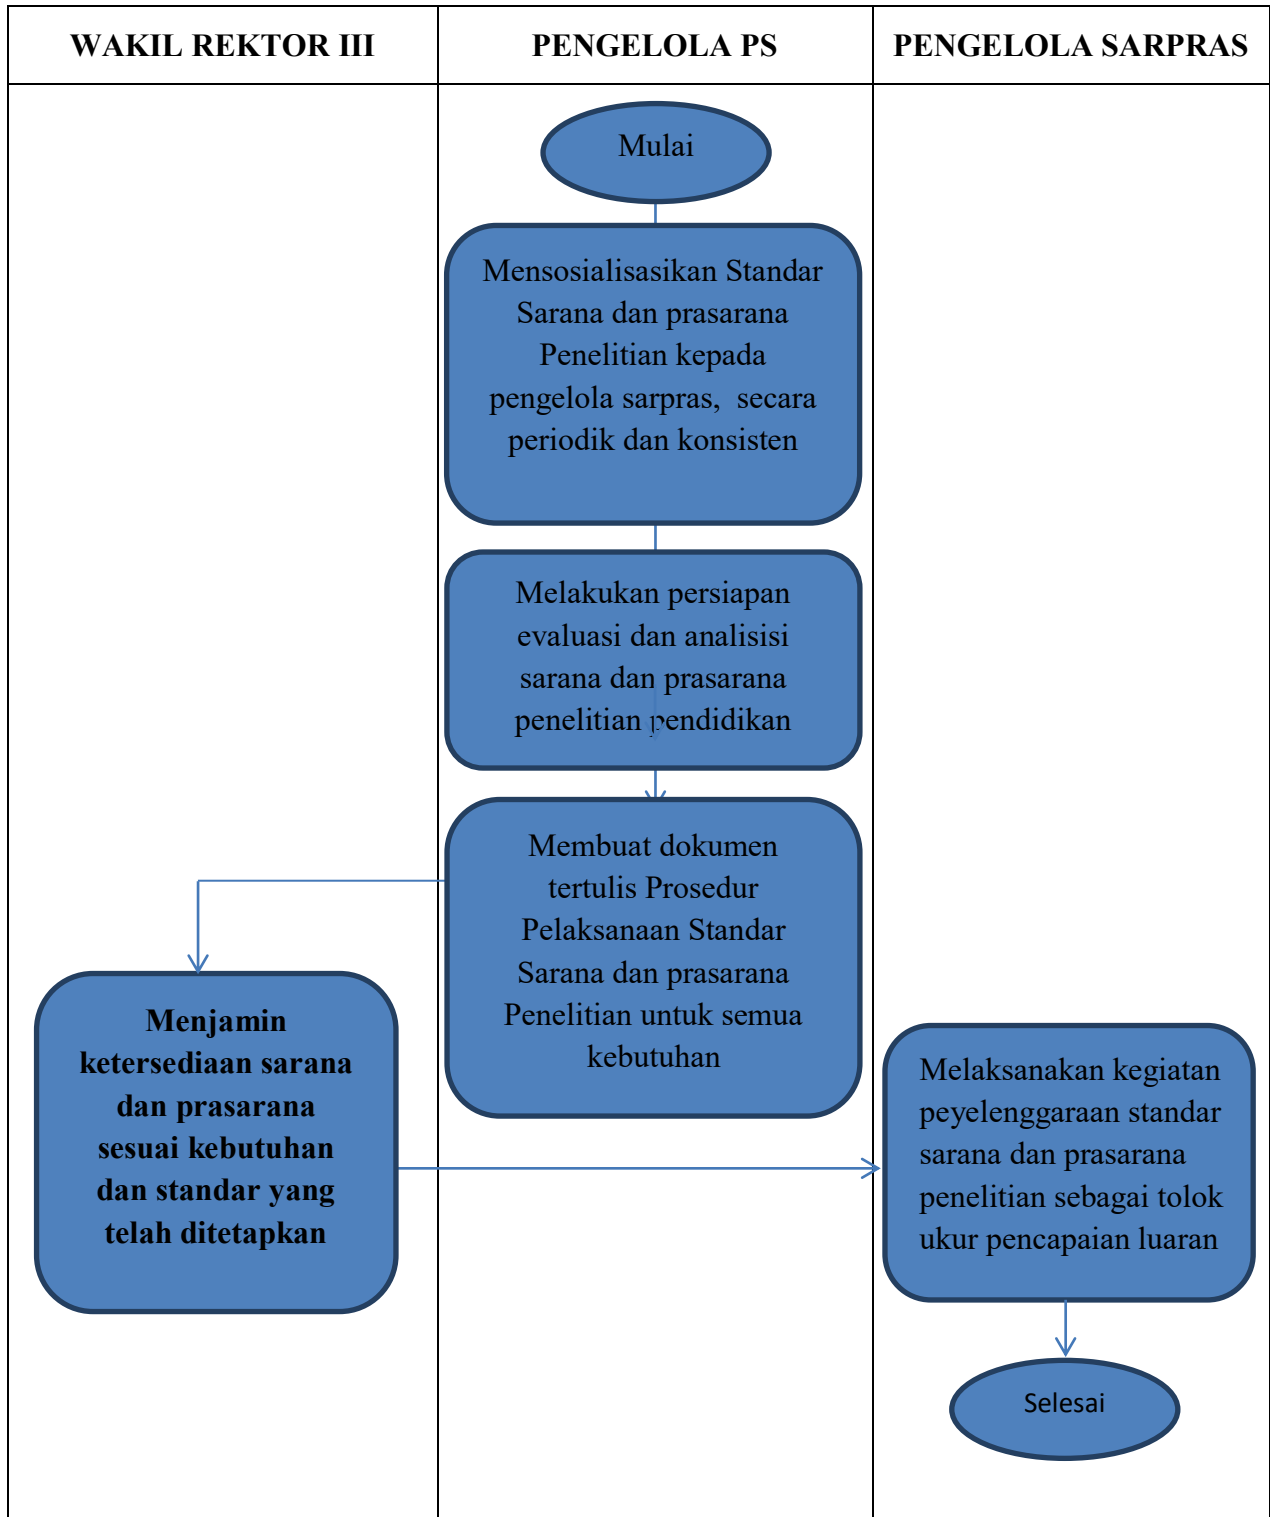 WAKIL REKTOR III
PENGELOLA PS
PENGELOLA SARPRAS
Mulai
Mensosialisasikan Standar
Sarana dan prasarana
Penelitian kepada
pengelola sarpras, secara
periodik dan konsisten
Melakukan persiapan
evaluasi dan analisisi
sarana dan prasarana
penelitian pendidikan
Membuat dokumen
tertulis Prosedur
Pelaksanaan Standar
Sarana dan prasarana
Penelitian untuk semua
kebutuhan
Menjamin
ketersediaan sarana
dan prasarana
sesuai kebutuhan
dan standar yang
telah ditetapkan
Melaksanakan kegiatan
peyelenggaraan standar
sarana dan prasarana
penelitian sebagai tolok
ukur pencapaian luaran
Selesai